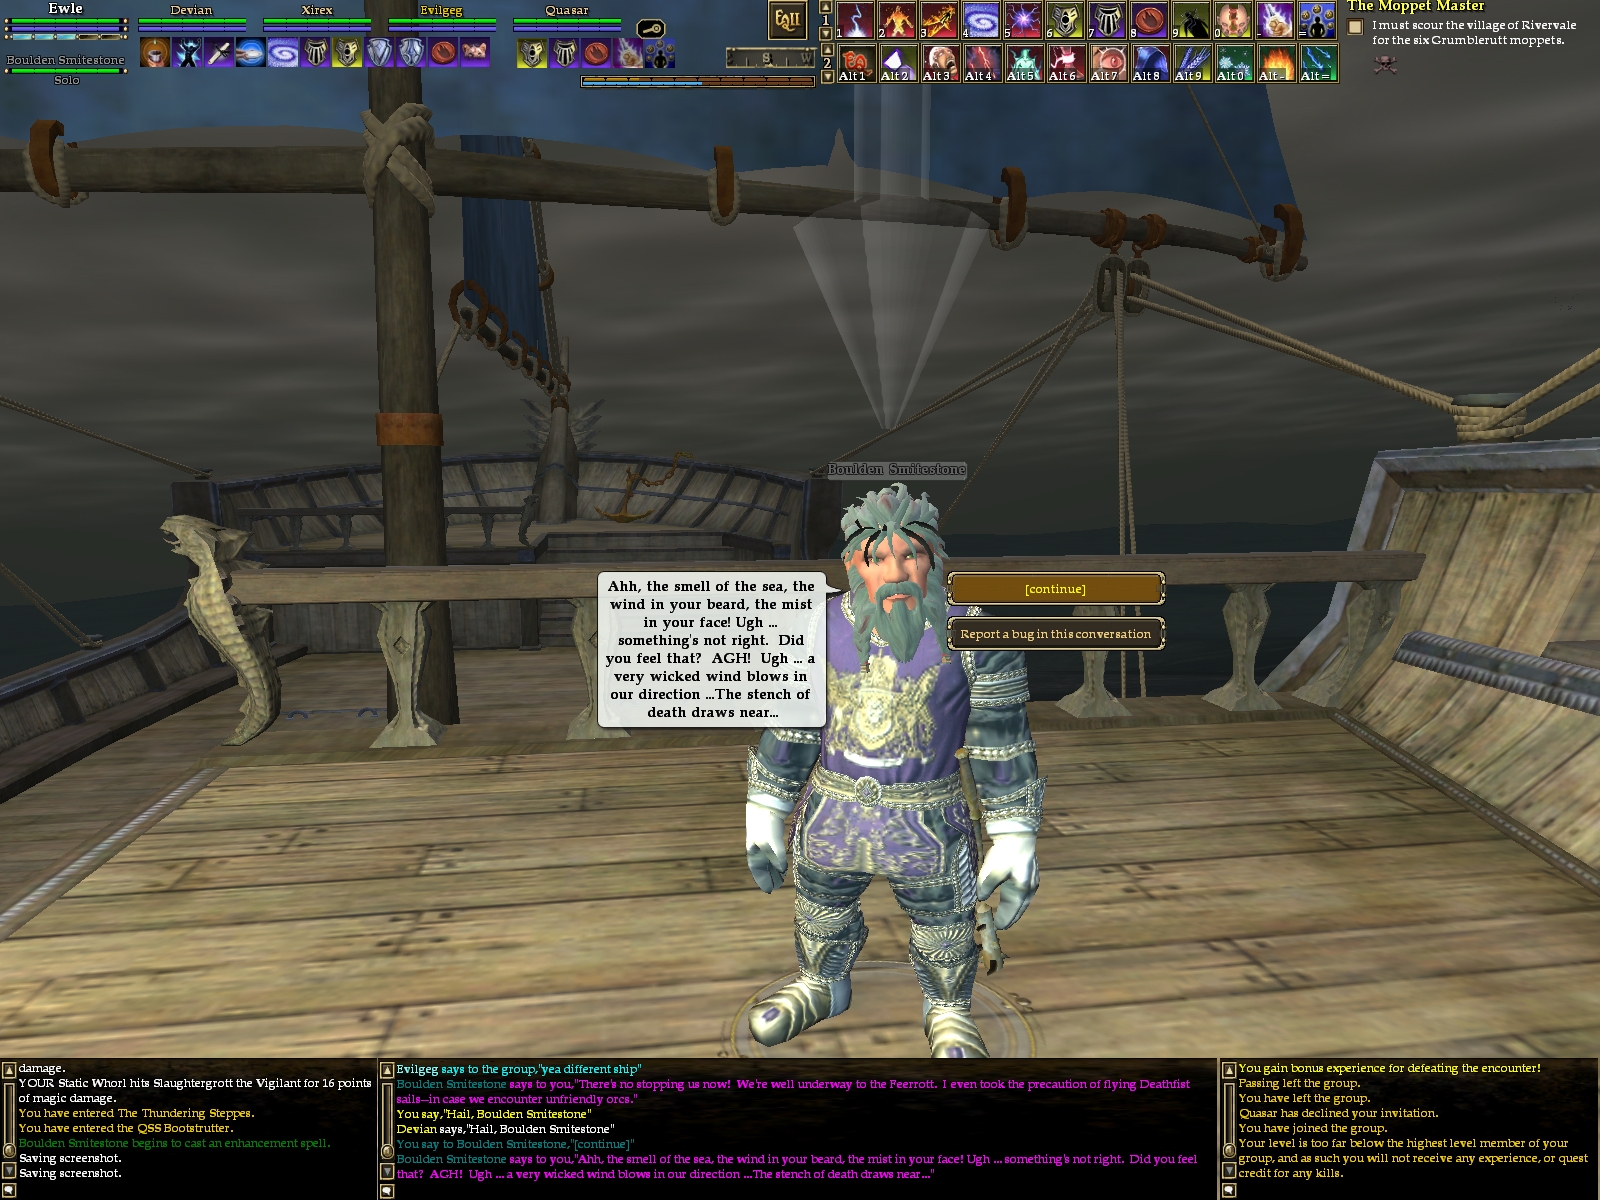 Ewle
Devian
Xirex
Evilgeg
Quasar
Boulden Smitestone
Solo
EQII
S
W
1
2
1
2
3
4
5
6
7
8
9
0
-
=
Alt1
Alt2
Alt3
Alt4
Alt5
Alt6
Alt7
Alt8
Alt9
Alt0
Alt-
Alt=
The Moppet Master
I must scour the village of Rivervale
for the six Grumblerutt moppets.
Boulden Smitestone
Ahh, the smell of the sea, the
wind in your beard, the mist
in your face! Ugh ...
something's not right. Did
you feel that? AGH! Ugh ... a
very wicked wind blows in
our direction ...The stench of
death draws near...
[continue]
Report a bug in this conversation
damage.
YOUR Static Whorl hits Slaughtergrott the Vigilant for 16 points
of magic damage.
You have entered The Thundering Steppes.
You have entered the QSS Bootstrutter.
Boulden Smitestone begins to cast an enhancement spell.
Saving screenshot.
Saving screenshot.
Evilgeg says to the group,"yea different ship"
Boulden Smitestone says to you,"There's no stopping us now! We're well underway to the Feerrott. I even took the precaution of flying Deathfist
sails--in case we encounter unfriendly orcs."
You say,"Hail, Boulden Smitestone"
Devian says,"Hail, Boulden Smitestone"
You say to Boulden Smitestone,"[continue]"
Boulden Smitestone says to you,"Ahh, the smell of the sea, the wind in your beard, the mist in your face! Ugh ... something's not right. Did you feel
that? AGH! Ugh ... a very wicked wind blows in our direction ...The stench of death draws near..."
You gain bonus experience for defeating the encounter!
Passing left the group.
You have left the group.
Quasar has declined your invitation.
You have joined the group.
Your level is too far below the highest level member of your
group, and as such you will not receive any experience, or quest
credit for any kills.